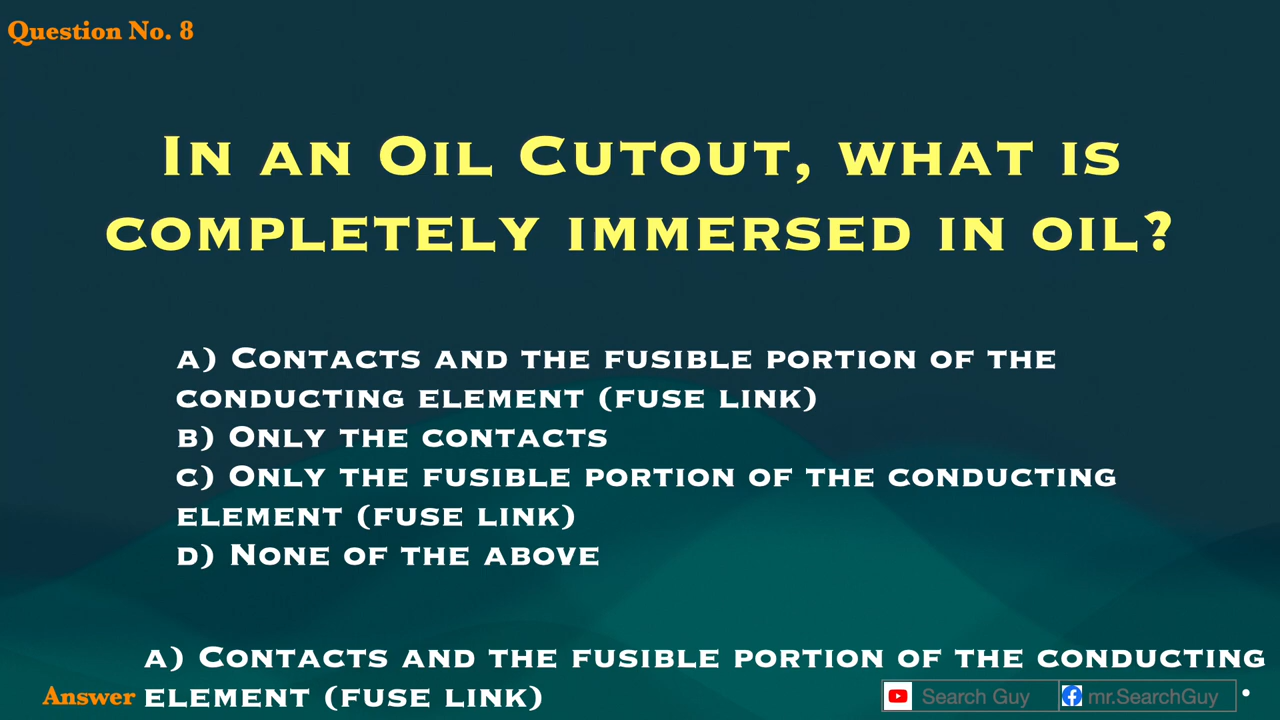 Question No. 8
In an Oil Cutout, what is
completely immersed in oil?
a) Contacts and the fusible portion of the
conducting element (fuse link)
b) Only the contacts
c) Only the fusible portion of the conducting
element (fuse link)
d) None of the above
a) Contacts and the fusible portion of the conducting
Answer element (fuse link)
Search Guy mr.SearchGuy